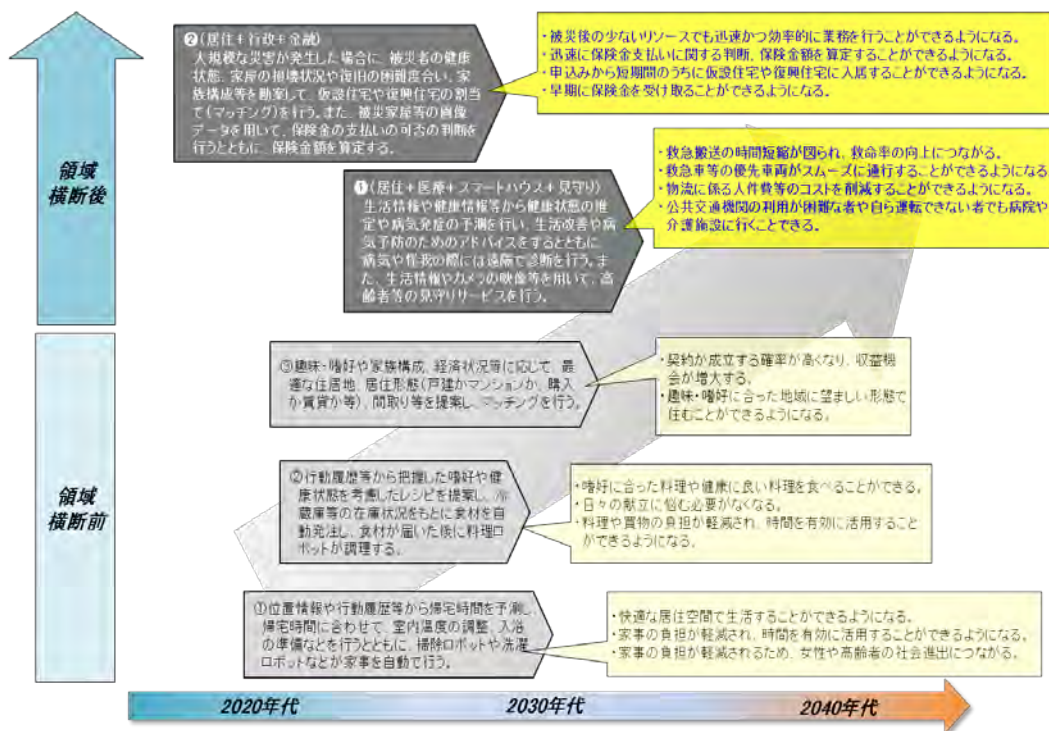 ❷(居住+行政+金融)
大規模な災害が発生した場合に、被災者の健康
状態、家屋の損壊状況や復旧の困難度合い、家
族構成等を勘案して、仮設住宅や復興住宅の割当
て(マッチング)を行う。また、被災家屋等の画像
データを用いて、保険金の支払いの可否の判断を
行うとともに、保険金額を算定する。
・被災後の少ないリソースでも迅速かつ効率的に業務を行うことができるようになる。
・迅速に保険金支払いに関する判断、保険金額を算定することができるようになる。
・申込みから短期間のうちに仮設住宅や復興住宅に入居することができるようになる。
・早期に保険金を受け取ることができるようになる。
領域
横断後
❶(居住+医療+スマートハウス+見守り)
生活情報や健康情報等から健康状態の推
定や病気発症の予測を行い、生活改善や病
気予防のためのアドバイスをするとともに、
病気や怪我の際には遠隔で診断を行う。ま
た、生活情報やカメラの映像等を用いて、高
齢者等の見守りサービスを行う。
・救急搬送の時間短縮が図られ、救命率の向上につながる。
・救急車等の優先車両がスムーズに通行することができるようになる
・物流に係る人件費等のコストを削減することができるようになる。
・公共交通機関の利用が困難な者や自ら運転できない者でも病院や
介護施設に行くことできる。
③趣味・嗜好や家族構成、経済状況等に応じて、最
適な住居地、居住形態(戸建かマンションか、購入
か賃貸か等)、間取り等を提案し、マッチングを行う。
・契約が成立する確率が高くなり、収益機
会が増大する。
・趣味・嗜好に合った地域に望ましい形態で
住むことができるようになる。
領域
横断前
②行動履歴等から把握した嗜好や健
康状態を考慮したレシピを提案し、冷
蔵庫等の在庫状況をもとに食材を自
動発注し、食材が届いた後に料理ロ
ボットが調理する。
・嗜好に合った料理や健康に良い料理を食べることができる。
・日々の献立に悩む必要がなくなる。
・料理や買物の負担が軽減され、時間を有効に活用すること
ができるようになる。
①位置情報や行動履歴等から帰宅時間を予測し、
帰宅時間に合わせて、室内温度の調整、入浴
の準備などを行うとともに、掃除ロボットや洗濯
ロボットなどが家事を自動で行う。
・快適な居住空間で生活することができるようになる。
・家事の負担が軽減され、時間を有効に活用することができるようになる。
・家事の負担が軽減されるため、女性や高齢者の社会進出につながる。
2020年代
2030年代
2040年代